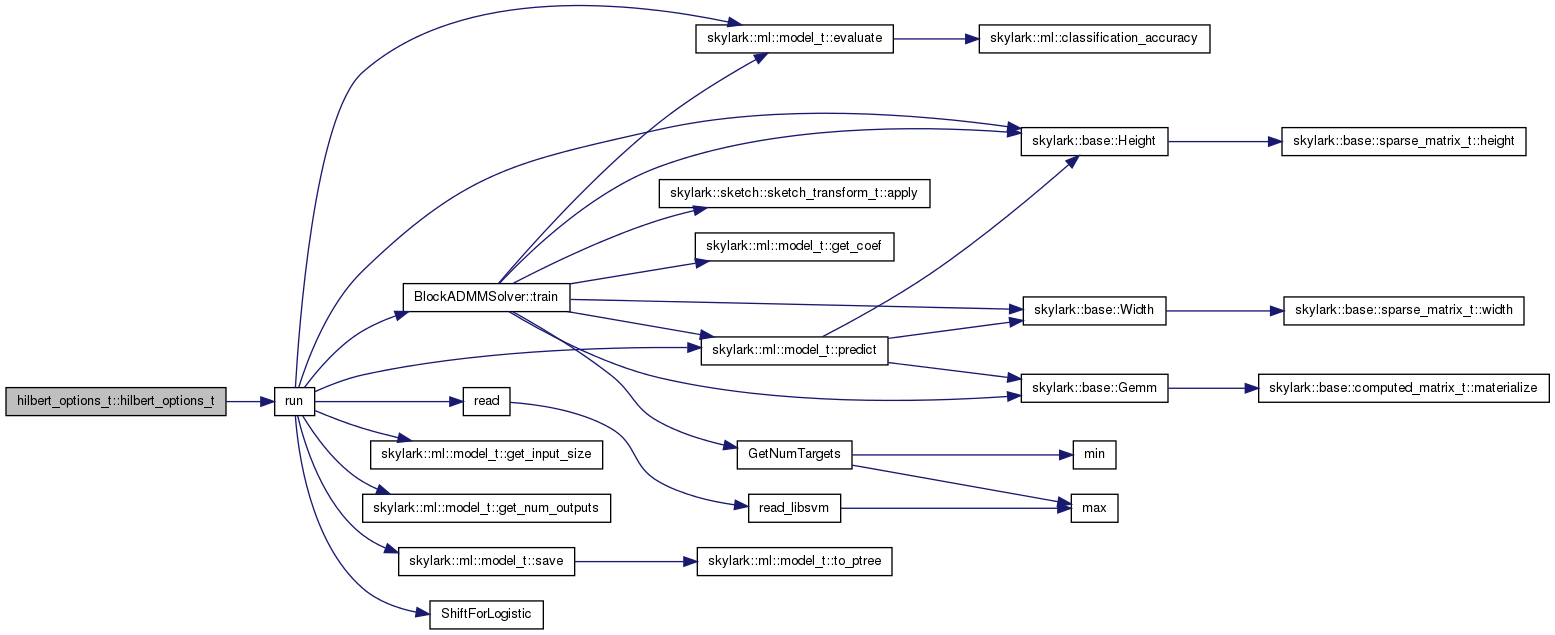 skylark::ml::model_t::evaluate
skylark::ml::classification_accuracy
skylark::base::Height
skylark::base::sparse_matrix_t::height
skylark::sketch::sketch_transform_t::apply
skylark::ml::model_t::get_coef
BlockADMMSolver::train
skylark::base::Width
skylark::base::sparse_matrix_t::width
skylark::ml::model_t::predict
skylark::base::Gemm
skylark::base::computed_matrix_t::materialize
hilbert_options_t::hilbert_options_t
run
read
skylark::ml::model_t::get_input_size
GetNumTargets
min
skylark::ml::model_t::get_num_outputs
read_libsvm
max
skylark::ml::model_t::save
skylark::ml::model_t::to_ptree
ShiftForLogistic